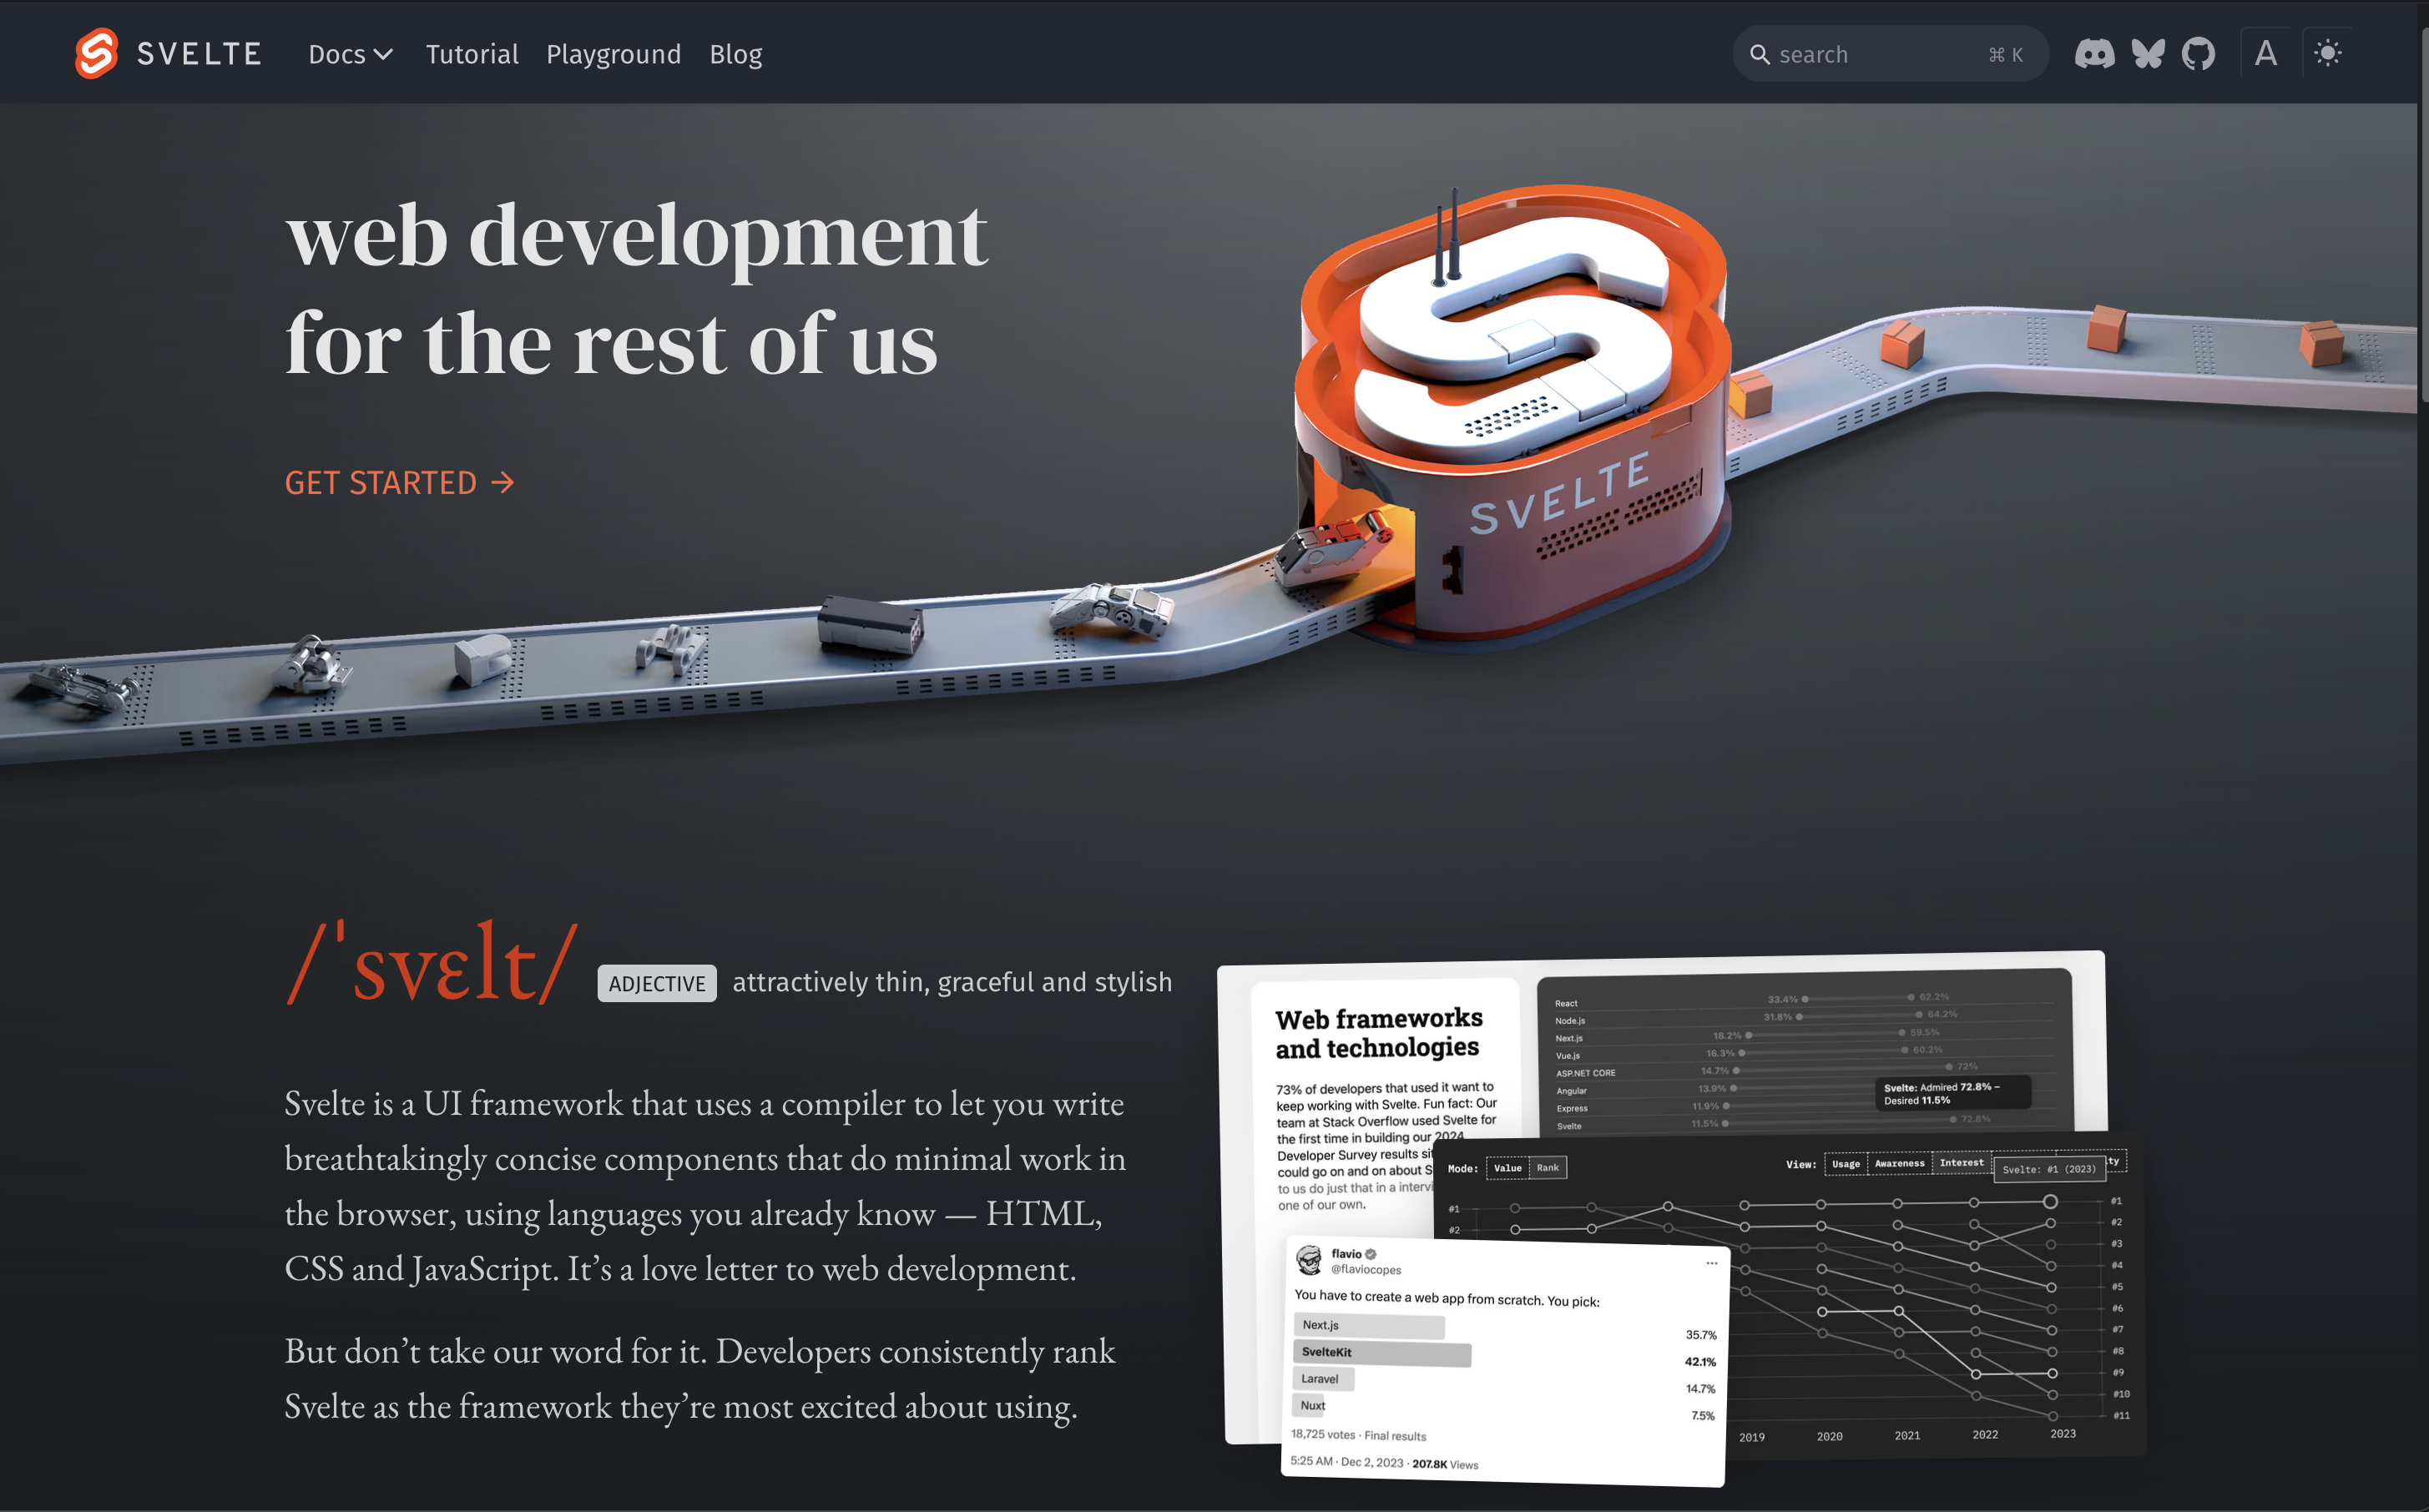 SVELTE
Docs
Tutorial
Playground
Blog
search
⌘ K
A
web development
for the rest of us
GET STARTED →
SVELTE
/ˈsvɛlt/
ADJECTIVE
attractively thin, graceful and stylish
Svelte is a UI framework that uses a compiler to let you write
breathtakingly concise components that do minimal work in
the browser, using languages you already know — HTML,
CSS and JavaScript. It’s a love letter to web development.
But don’t take our word for it. Developers consistently rank
Svelte as the framework they’re most excited about using.
Web frameworks
and technologies
73% of developers that used it want to
keep working with Svelte. Fun fact: Our
team at Stack Overflow used Svelte for
the first time in building our 2024
Developer Survey results
could go on and on about
to us do just that in a
one of our own.
React 33.4% 62.2%
Node.js 31.8% 64.2%
Next.js 18.2% 59.5%
Vue.js 16.3% 60.2%
ASP.NET CORE 14.7% 72%
Angular 13.9%
Express 11.9%
Svelte 11.5% 72.8%
Svelte: Admired 72.8% –
Desired 11.5%
Mode: Value Rank
View: Usage Awareness Interest
Svelte: #1 (2023)
#1
#2
#1
#2
#3
#4
#5
#6
#7
#8
#9
#10
#11
2019 2020 2021 2022 2023
flavio
@flaviocopes
...
You have to create a web app from scratch. You pick:
Next.js 35.7%
SvelteKit 42.1%
Laravel 14.7%
Nuxt 7.5%
18,725 votes · Final results
5:25 AM · Dec 2, 2023 · 207.8K Views